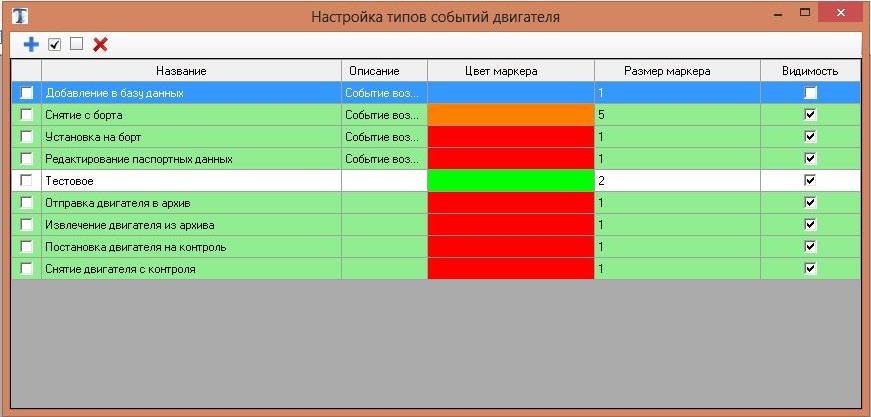 Настройка типов событий двигателя
Название Описание Цвет маркера Размер маркера Видимость
Добавление в базу данных Событие воз... 1
Снятие с борта Событие воз... 5
Установка на борт Событие воз... 1
Редактирование паспортных данных Событие воз... 1
Тестовое 2
Отправка двигателя в архив 1
Извлечение двигателя из архива 1
Постановка двигателя на контроль 1
Снятие двигателя с контроля 1